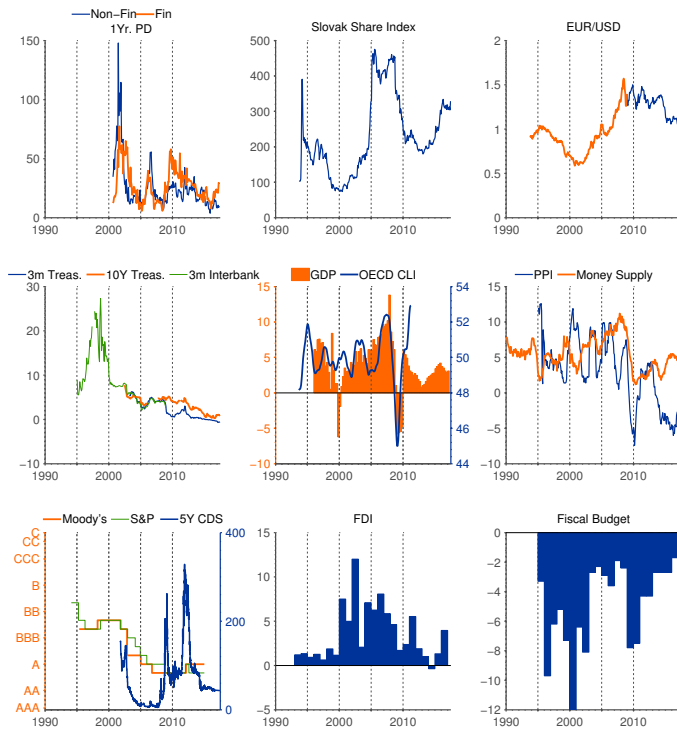 Non-Fin Fin
1Yr. PD
150
100
50
0
1990 2000 2010
Slovak Share Index
500
400
300
200
100
0
1990 2000 2010
EUR/USD
2
1.5
1
0.5
0
1990 2000 2010
3m Treas. 10Y Treas. 3m Interbank
30
20
10
0
−10
1990 2000 2010
GDP OECD CLI
15 54
10 52
5 50
0 48
−5 46
−10 44
1990 2000 2010
PPI Money Supply
15
10
5
0
−5
−10
1990 2000 2010
Moody's S&P 5Y CDS
C 400
CC
CCC
B
BB 200
BBB
A
AA
AAA 0
1990 2000 2010
FDI
15
10
5
0
−5
1990 2000 2010
Fiscal Budget
0
−2
−4
−6
−8
−10
−12
1990 2000 2010